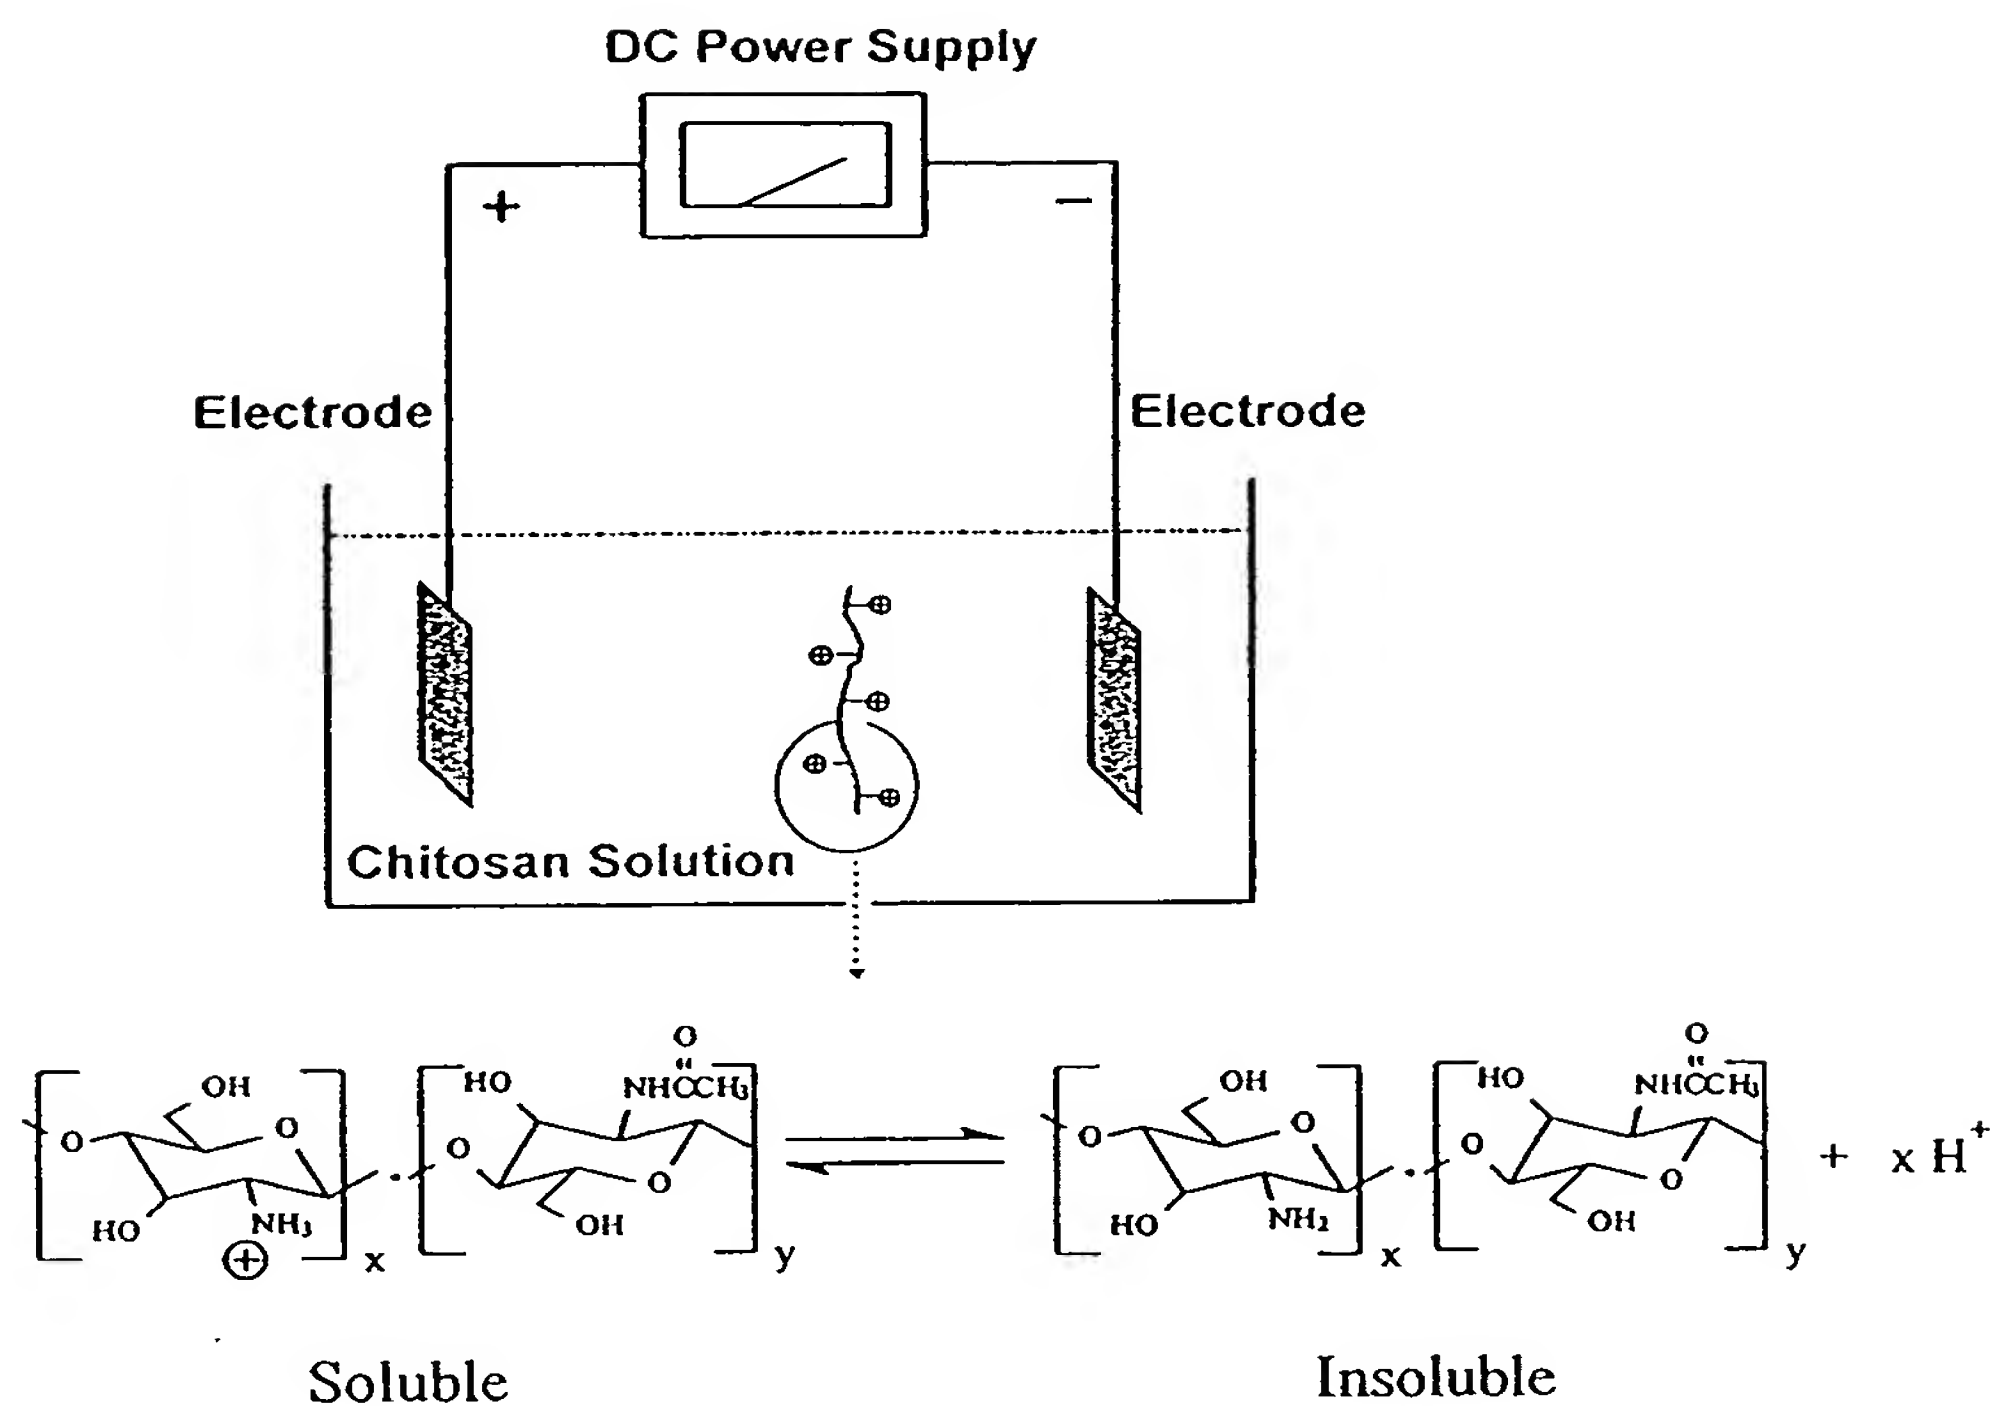 DC Power Supply
+ −
Electrode Electrode
⊕
⊕
⊕
⊕
⊕
Chitosan Solution
O O
OH HO NHCCH3 OH HO NHCCH3
O O O O O O + x H+
HO NH3 O OH HO NH2 O OH
⊕ x y x y
Soluble Insoluble